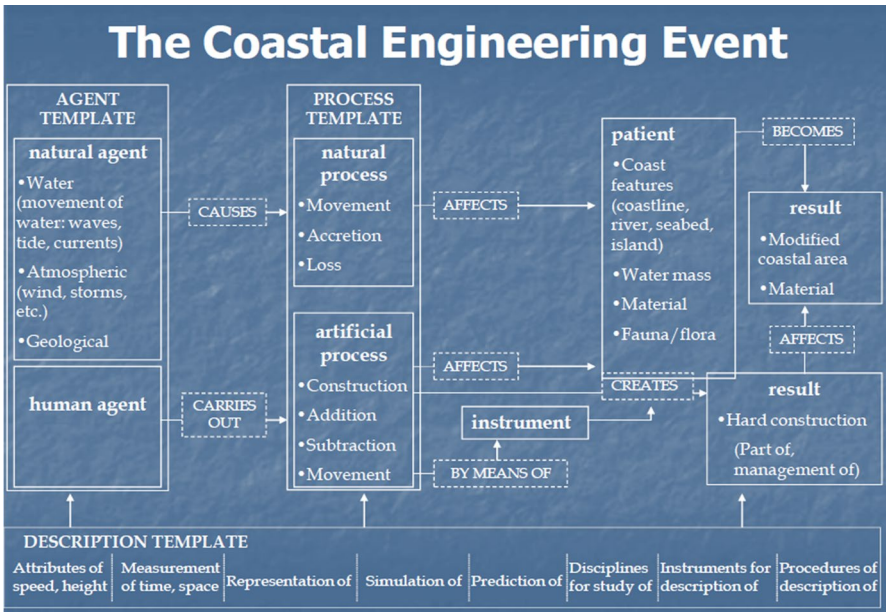 The Coastal Engineering Event
AGENT
TEMPLATE
natural agent
•Water
(movement of
water: waves,
tide, currents)
•Atmospheric
(wind, storms,
etc.)
•Geological
human agent
CAUSES
CARRIES
OUT
PROCESS
TEMPLATE
natural
process
•Movement
•Accretion
•Loss
artificial
process
•Construction
•Addition
•Subtraction
•Movement
AFFECTS
AFFECTS
CREATES
instrument
BY MEANS OF
patient
•Coast
features
(coastline,
river, seabed,
island)
•Water mass
•Material
•Fauna/flora
BECOMES
result
•Modified
coastal area
•Material
AFFECTS
result
•Hard construction
(Part of,
management of)
DESCRIPTION TEMPLATE
Attributes of
speed, height
Measurement
of time, space
Representation of
Simulation of
Prediction of
Disciplines
for study of
Instruments for
description of
Procedures of
description of